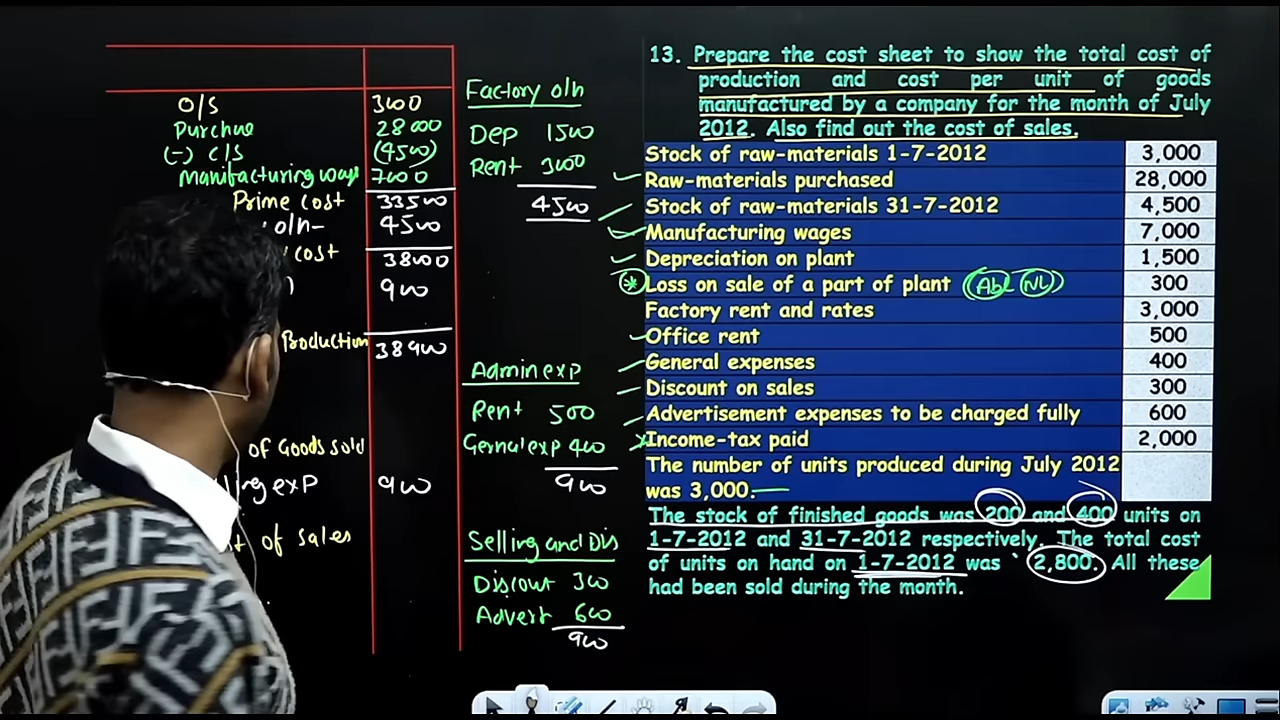 O/S 3000
Purchase 28000
(-) C/S (4500)
Manufacturing wages 7000
Prime cost 33500
o/h 4500
cost 38000
900
Production 38900
of Goods sold
exp 900
of sales
Factory o/h
Dep 1500
Rent 3000
4500
Admin exp
Rent 500
Gernal exp 400
900
Selling and Dis
Discout 300
Advert 600
900
13. Prepare the cost sheet to show the total cost of
production and cost per unit of goods
manufactured by a company for the month of July
2012. Also find out the cost of sales.
Stock of raw-materials 1-7-2012 3,000
Raw-materials purchased 28,000
Stock of raw-materials 31-7-2012 4,500
Manufacturing wages 7,000
Depreciation on plant 1,500
Loss on sale of a part of plant (Ab NL) 300
Factory rent and rates 3,000
Office rent 500
General expenses 400
Discount on sales 300
Advertisement expenses to be charged fully 600
Income-tax paid 2,000
The number of units produced during July 2012
was 3,000.
The stock of finished goods was 200 and 400 units on
1-7-2012 and 31-7-2012 respectively. The total cost
of units on hand on 1-7-2012 was ` 2,800. All these
had been sold during the month.